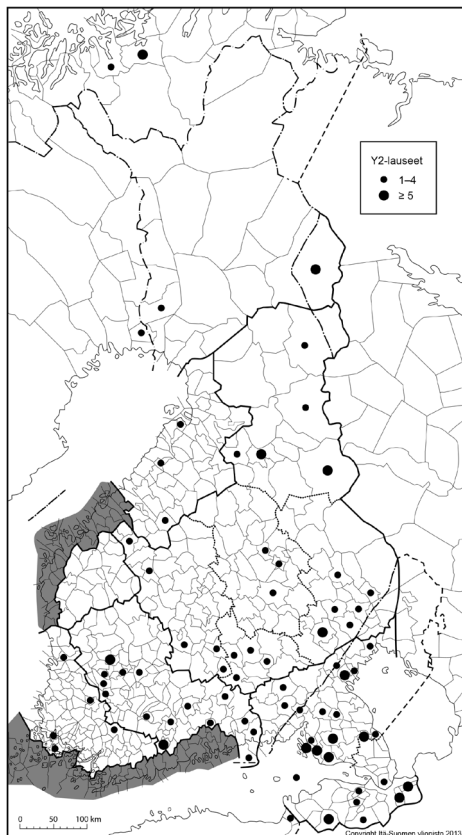 Y2-lauseet
1–4
≥ 5
0 50 100 km
Copyright Itä-Suomen yliopisto 2013